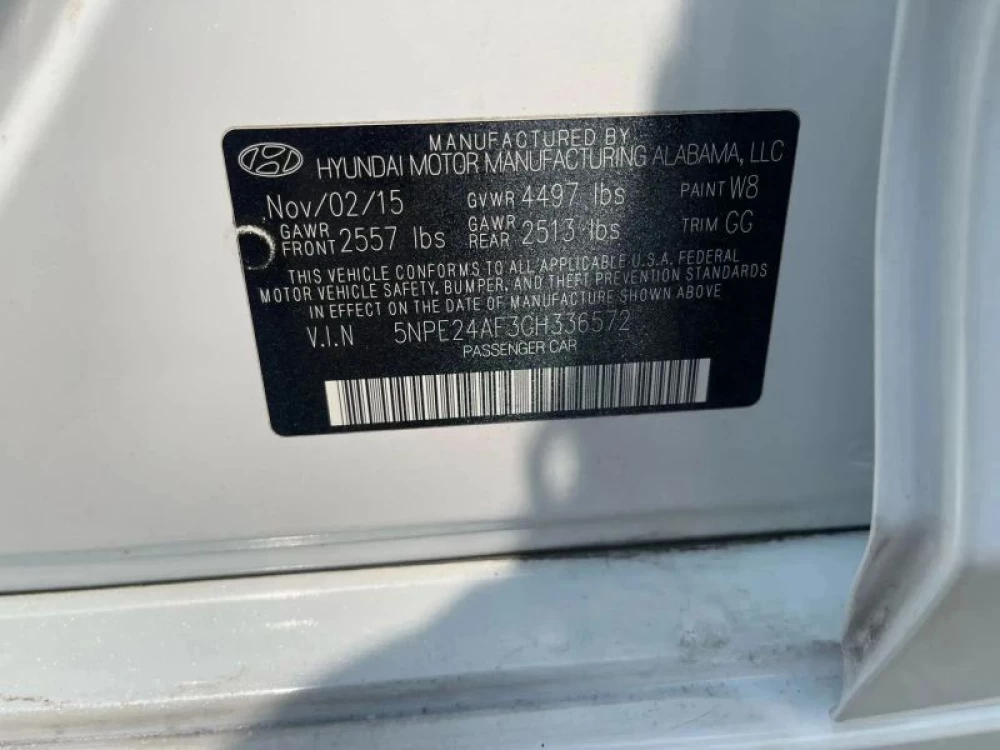 MANUFACTURED BY
HYUNDAI MOTOR MANUFACTURING ALABAMA, LLC
Nov/02/15 GVWR 4497 lbs PAINT W8
GAWR FRONT 2557 lbs GAWR REAR 2513 lbs TRIM GG
THIS VEHICLE CONFORMS TO ALL APPLICABLE U.S.A. FEDERAL
MOTOR VEHICLE SAFETY, BUMPER, AND THEFT PREVENTION STANDARDS
IN EFFECT ON THE DATE OF MANUFACTURE SHOWN ABOVE
V.I.N 5NPE24AF3GH336572
PASSENGER CAR